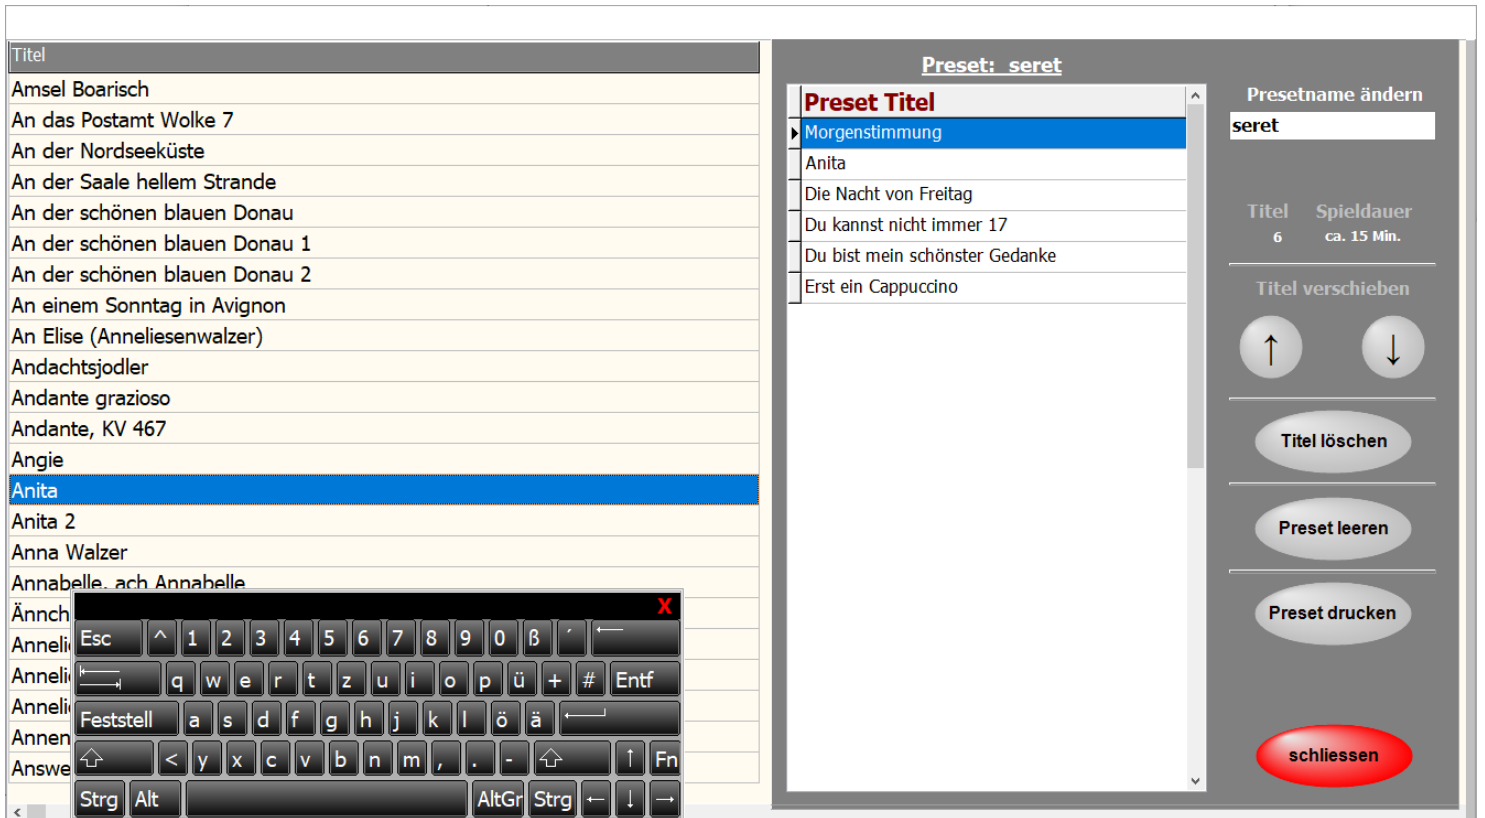 Titel
Amsel Boarisch
An das Postamt Wolke 7
An der Nordseeküste
An der Saale hellem Strande
An der schönen blauen Donau
An der schönen blauen Donau 1
An der schönen blauen Donau 2
An einem Sonntag in Avignon
An Elise (Anneliesenwalzer)
Andachtsjodler
Andante grazioso
Andante, KV 467
Angie
Anita
Anita 2
Anna Walzer
Annabelle, ach Annabelle
Ännch
Anneli
Anneli
Anneli
Annen
Answe
X
Esc ^ 1 2 3 4 5 6 7 8 9 0 ß ´ ←
q w e r t z u i o p ü + # Entf
Feststell a s d f g h j k l ö ä
< y x c v b n m , . - ↑ Fn
Strg Alt AltGr Strg ← ↓ →
Preset: seret
Preset Titel
Morgenstimmung
Anita
Die Nacht von Freitag
Du kannst nicht immer 17
Du bist mein schönster Gedanke
Erst ein Cappuccino
Presetname ändern
seret
Titel Spieldauer
6 ca. 15 Min.
Titel verschieben
↑ ↓
Titel löschen
Preset leeren
Preset drucken
schliessen